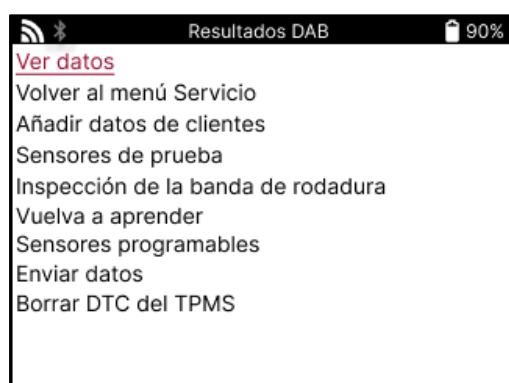 Resultados DAB 90%
Ver datos
Volver al menú Servicio
Añadir datos de clientes
Sensores de prueba
Inspección de la banda de rodadura
Vuelva a aprender
Sensores programables
Enviar datos
Borrar DTC del TPMS